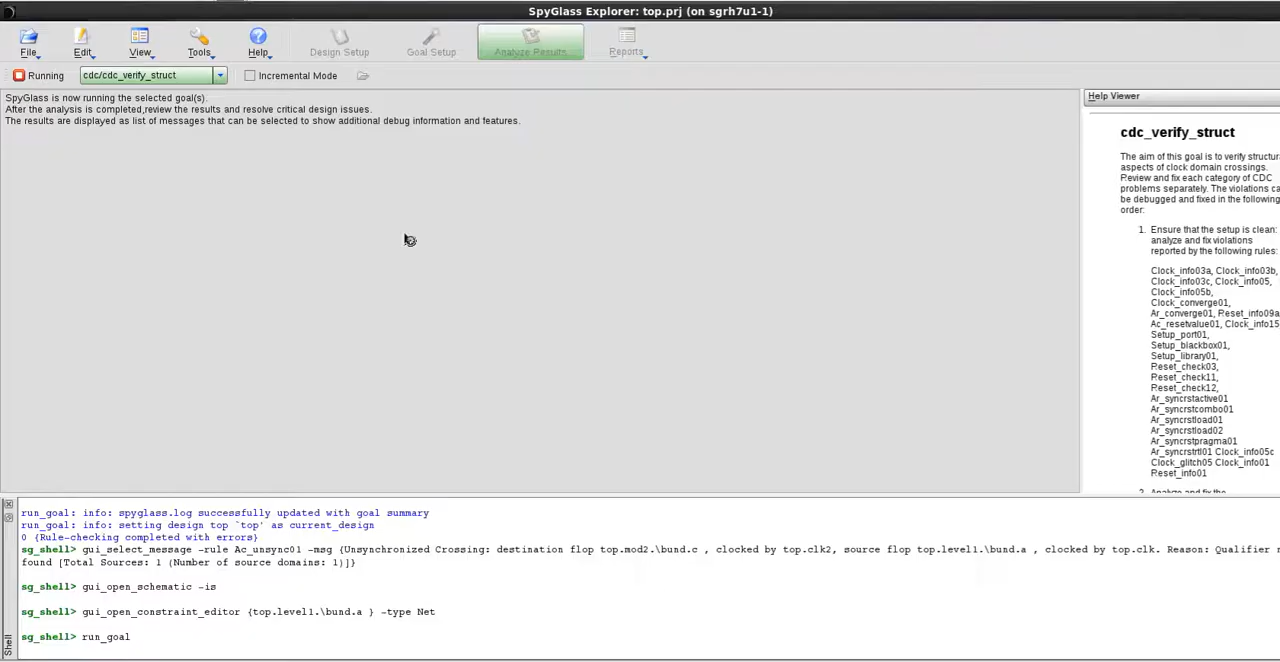 SpyGlass Explorer: top.prj (on sgrh7u1-1)
File Edit View Tools Help Design Setup Goal Setup Analyze Results Reports
Running cdc/cdc_verify_struct Incremental Mode
SpyGlass is now running the selected goal(s).
After the analysis is completed,review the results and resolve critical design issues.
The results are displayed as list of messages that can be selected to show additional debug information and features.
Help Viewer
cdc_verify_struct
The aim of this goal is to verify structura
aspects of clock domain crossings.
Review and fix each category of CDC
problems separately. The violations ca
be debugged and fixed in the following
order:
1. Ensure that the setup is clean:
analyze and fix violations
reported by the following rules:
Clock_info03a, Clock_info03b,
Clock_info03c, Clock_info05,
Clock_info05b,
Clock_converge01,
Ar_converge01, Reset_info09a
Ac_resetvalue01, Clock_info15
Setup_port01,
Setup_blackbox01,
Setup_library01,
Reset_check03,
Reset_check11,
Reset_check12,
Ar_syncrstactive01
Ar_syncrstcombo01
Ar_syncrstload01
Ar_syncrstload02
Ar_syncrstpragma01
Ar_syncrstrtl01 Clock_info05c
Clock_glitch05 Clock_info01
Reset_info01
2. Analyze and fix the
run_goal: info: spyglass.log successfully updated with goal summary
run_goal: info: setting design top `top' as current_design
0 {Rule-checking completed with errors}
sg_shell> gui_select_message -rule Ac_unsync01 -msg {Unsynchronized Crossing: destination flop top.mod2.\bund.c , clocked by top.clk2, source flop top.level1.\bund.a , clocked by top.clk. Reason: Qualifier n
found [Total Sources: 1 (Number of source domains: 1)]}
sg_shell> gui_open_schematic -is
sg_shell> gui_open_constraint_editor {top.level1.\bund.a } -type Net
sg_shell> run_goal
Shell